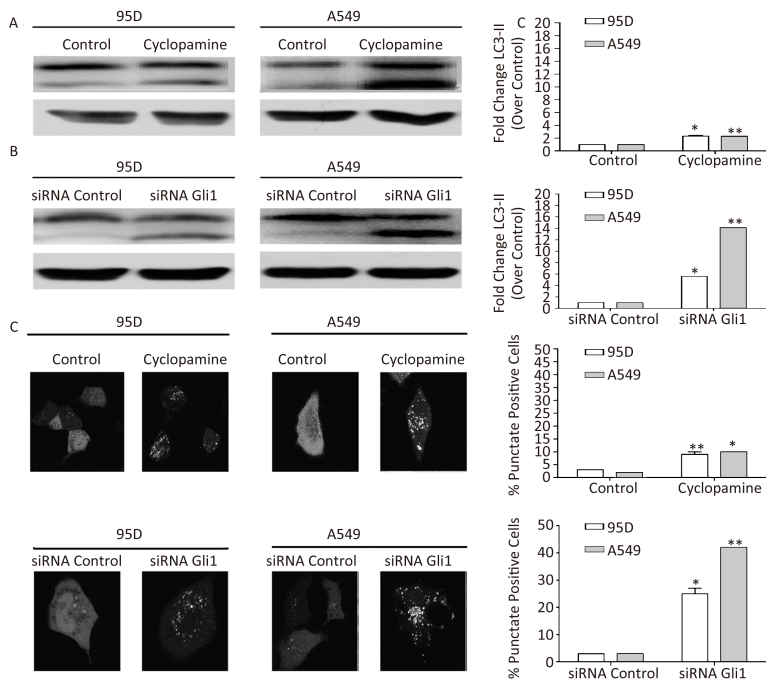 A
95D
A549
Control
Cyclopamine
Control
Cyclopamine
B
95D
A549
siRNA Control
siRNA Gli1
siRNA Control
siRNA Gli1
C
95D
A549
Control
Cyclopamine
Control
Cyclopamine
95D
A549
siRNA Control
siRNA Gli1
siRNA Control
siRNA Gli1
C
Fold Change LC3-II
(Over Control)
20
18
16
14
12
10
8
6
4
2
0
95D
A549
*
**
Control
Cyclopamine
Fold Change LC3-II
(Over Control)
20
18
16
14
12
10
8
6
4
2
0
95D
A549
*
**
siRNA Control
siRNA Gli1
% Punctate Positive Cells
50
45
40
35
30
25
20
15
10
5
0
95D
A549
**
*
Control
Cyclopamine
% Punctate Positive Cells
50
40
30
20
10
0
95D
A549
*
**
siRNA Control
siRNA Gli1